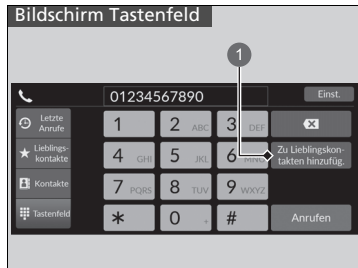 Bildschirm Tastenfeld
1
01234567890
Einst.
Letzte
Anrufe
1
2 ABC
3 DEF
Lieblings-
kontakte
4 GHI
5 JKL
6 MNO
Zu Lieblingskon-
takten hinzufüg.
Kontakte
7 PQRS
8 TUV
9 WXYZ
Tastenfeld
*
0 +
#
Anrufen